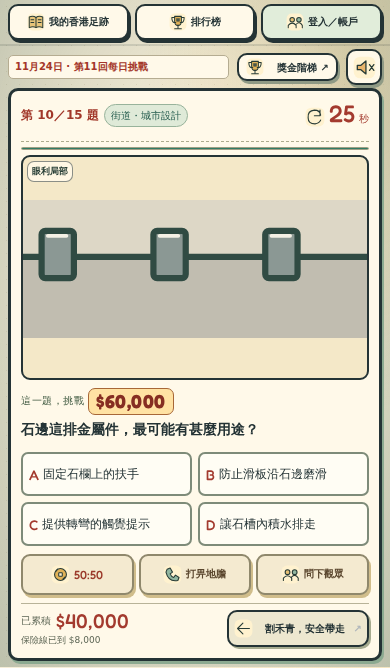 我的香港足跡
排行榜
登入／帳戶
11月24日 · 第11回每日挑戰
獎金階梯 ↗
第 10／15 題
街道・城市設計
25 秒
眼利局部
這一題，挑戰 $60,000
石邊這排金屬件，最可能有甚麼用途？
A 固定石欄上的扶手
B 防止滑板沿石邊磨滑
C 提供轉彎的觸覺提示
D 讓石槽內積水排走
50:50
打畀地膽
問下觀眾
已累積 $40,000
保險線已到 $8,000
割禾青，安全帶走 ↗